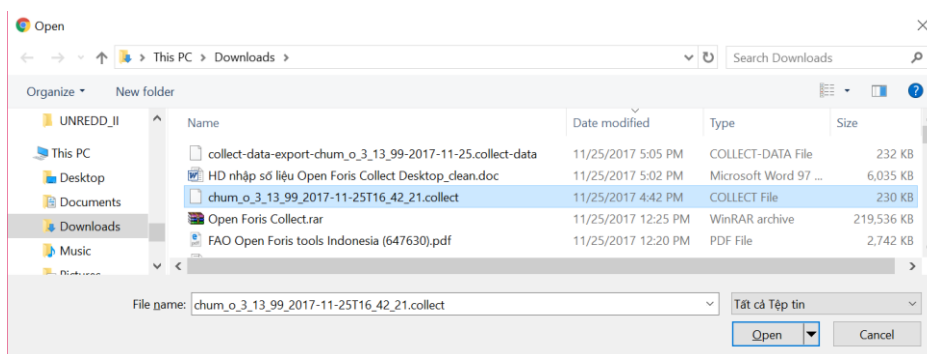 Open
This PC > Downloads >
Search Downloads
Organize
New folder
UNREDD_II
This PC
Desktop
Documents
Downloads
Music
Name Date modified Type Size
collect-data-export-chum_o_3_13_99-2017-11-25.collect-data 11/25/2017 5:05 PM COLLECT-DATA File 232 KB
HD nhập số liệu Open Foris Collect Desktop_clean.doc 11/25/2017 5:02 PM Microsoft Word 97 ... 6,035 KB
chum_o_3_13_99_2017-11-25T16_42_21.collect 11/25/2017 4:42 PM COLLECT File 230 KB
Open Foris Collect.rar 11/25/2017 12:25 PM WinRAR archive 219,536 KB
FAO Open Foris tools Indonesia (647630).pdf 11/25/2017 12:20 PM PDF File 2,742 KB
File name: chum_o_3_13_99_2017-11-25T16_42_21.collect
Tất cả Tệp tin
Open
Cancel